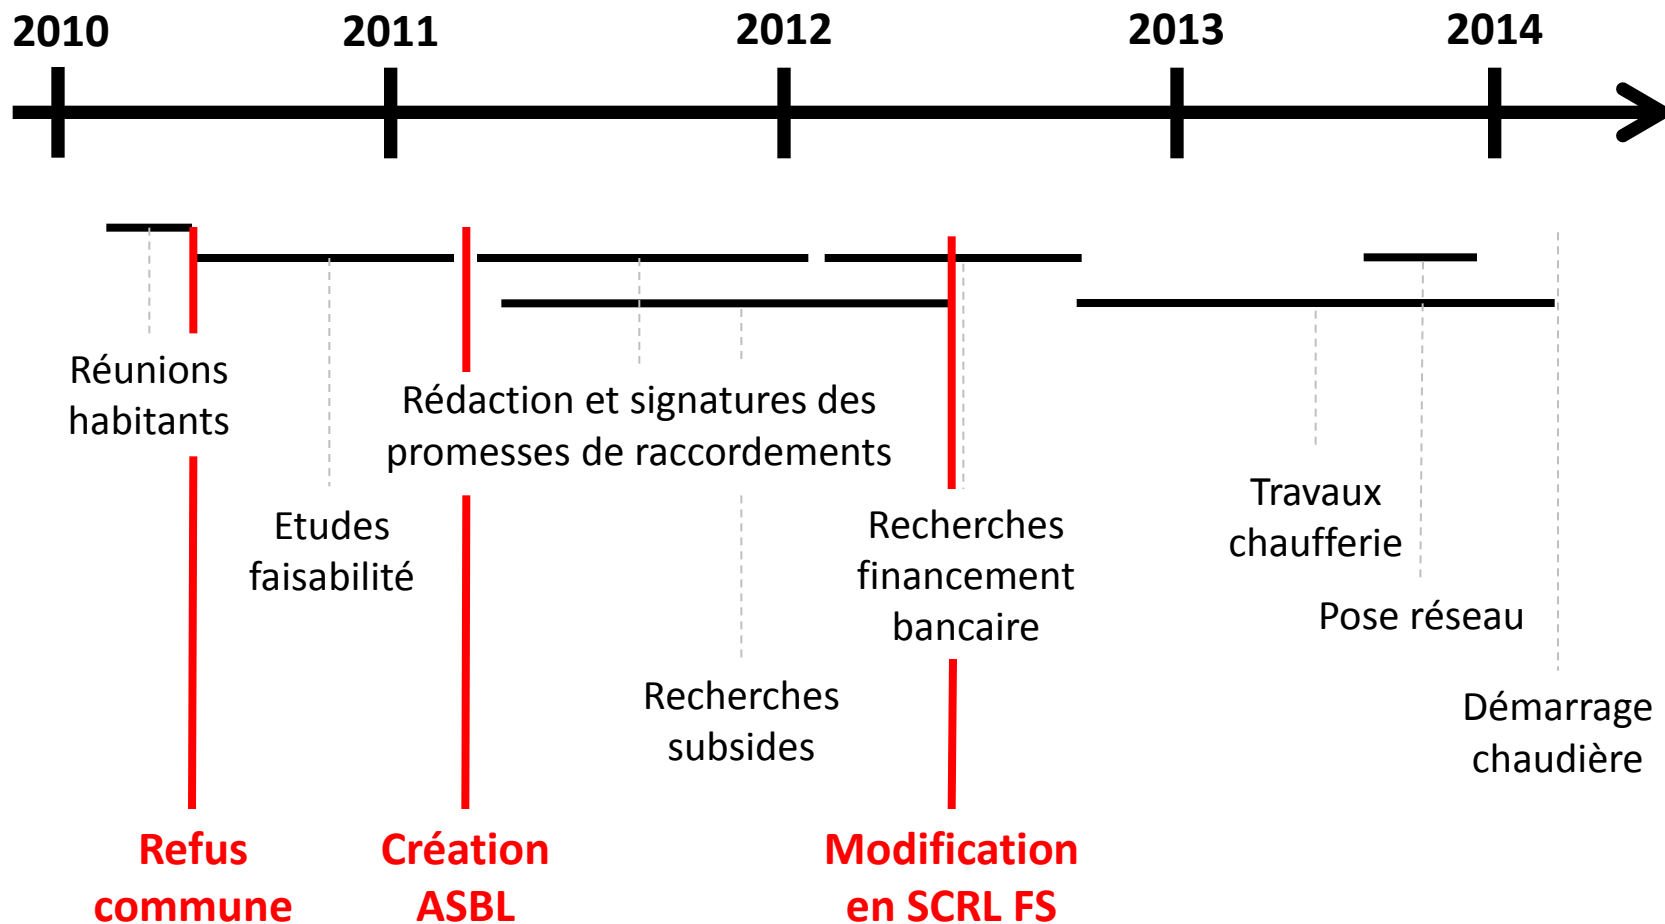 2010
2011
2012
2013
2014
Réunions
habitants
Rédaction et signatures des
promesses de raccordements
Etudes
faisabilité
Recherches
financement
bancaire
Travaux
chaufferie
Pose réseau
Recherches
subsides
Démarrage
chaudière
Refus
commune
Création
ASBL
Modification
en SCRL FS